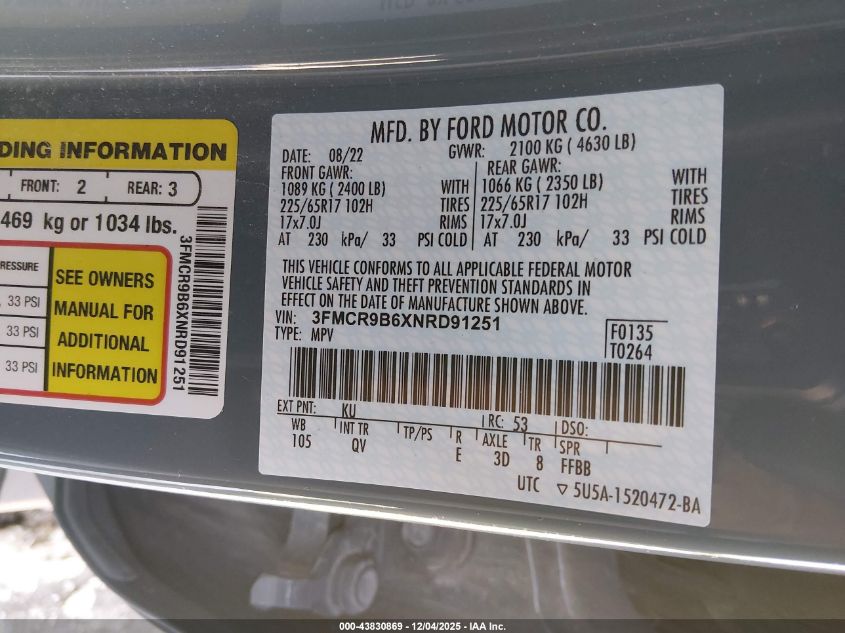 DING INFORMATION
FRONT: 2 REAR: 3
469 kg or 1034 lbs.
RESSURE
33 PSI
33 PSI
33 PSI
SEE OWNERS
MANUAL FOR
ADDITIONAL
INFORMATION
3FMCR9B6XNRD91251
MFD. BY FORD MOTOR CO.
DATE: 08/22 GVWR: 2100 KG ( 4630 LB)
FRONT GAWR: REAR GAWR:
1089 KG ( 2400 LB) WITH 1066 KG ( 2350 LB) WITH
225/65R17 102H TIRES 225/65R17 102H TIRES
17x7.0J RIMS 17x7.0J RIMS
AT 230 kPa/ 33 PSI COLD AT 230 kPa/ 33 PSI COLD
THIS VEHICLE CONFORMS TO ALL APPLICABLE FEDERAL MOTOR
VEHICLE SAFETY AND THEFT PREVENTION STANDARDS IN
EFFECT ON THE DATE OF MANUFACTURE SHOWN ABOVE.
VIN: 3FMCR9B6XNRD91251
TYPE: MPV
F0135
T0264
EXT PNT: KU RC: 53 DSO:
WB INT TR TP/PS R AXLE TR SPR
105 QV E 3D 8 FFBB
UTC ▽ 5U5A-1520472-BA
000-43830869 - 12/04/2025 - IAA Inc.